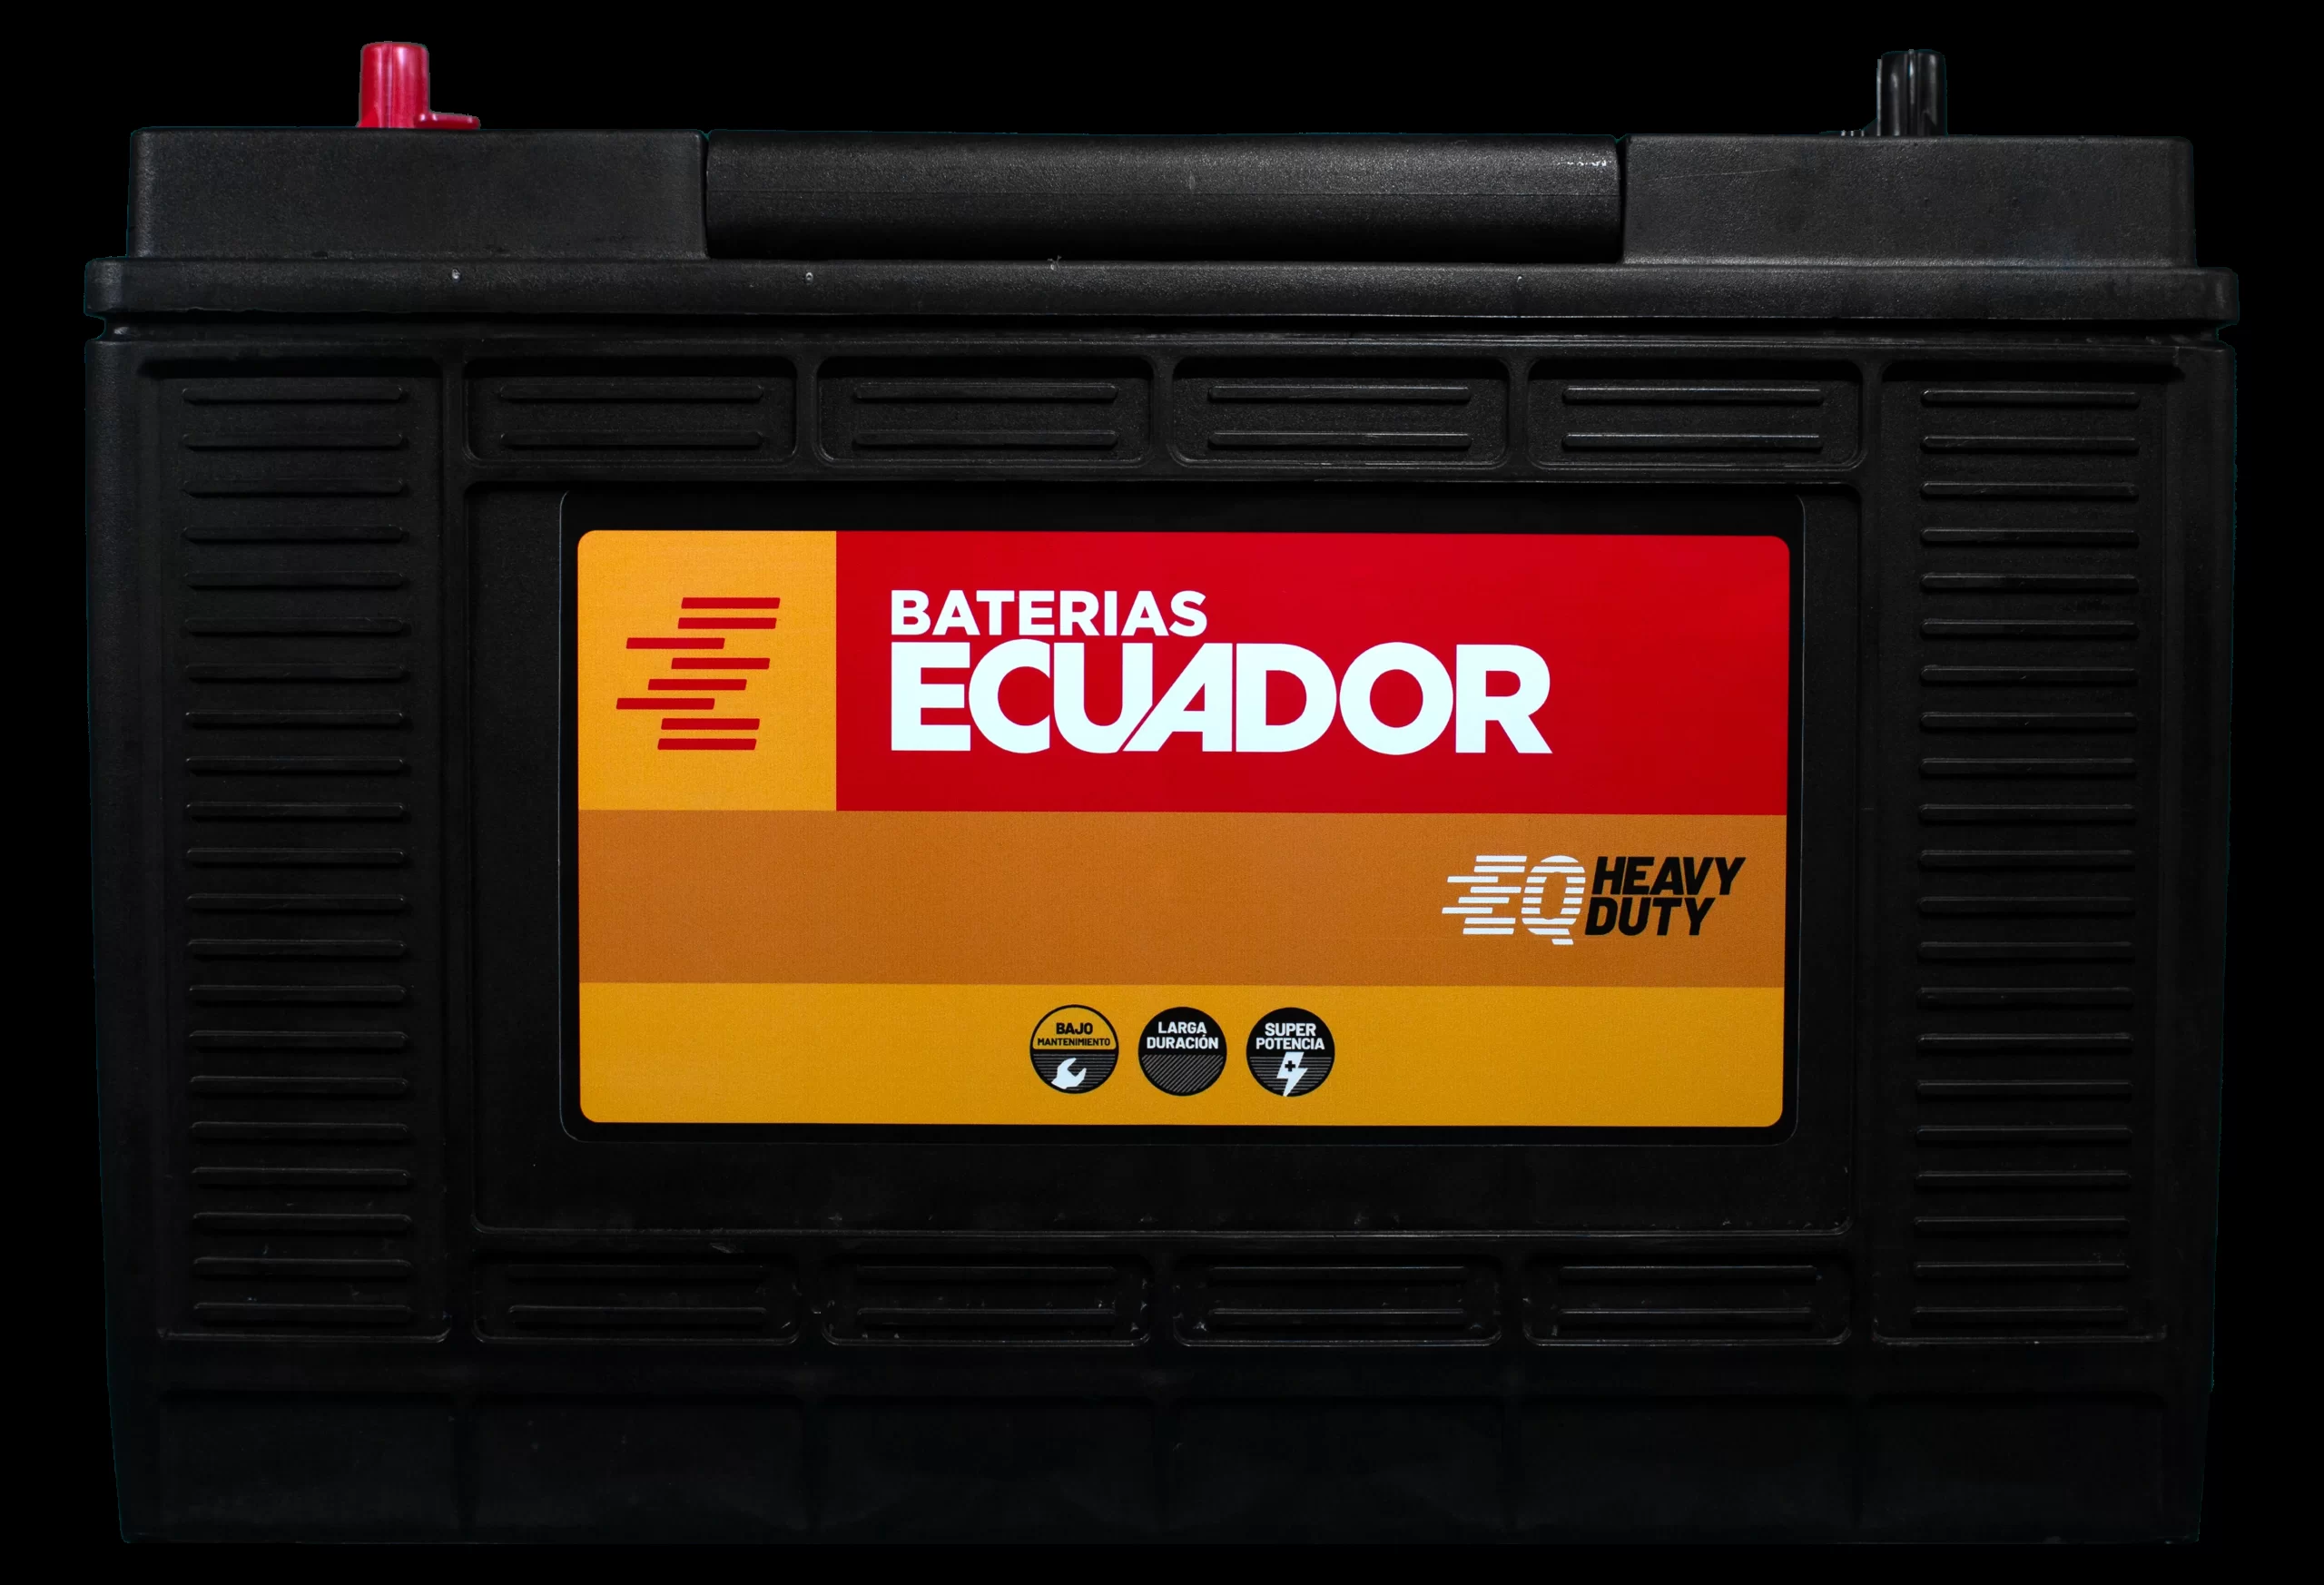 BATERIAS
ECUADOR
EQ HEAVY
DUTY
BAJO
MANTENIMIENTO
LARGA
DURACIÓN
SUPER
POTENCIA